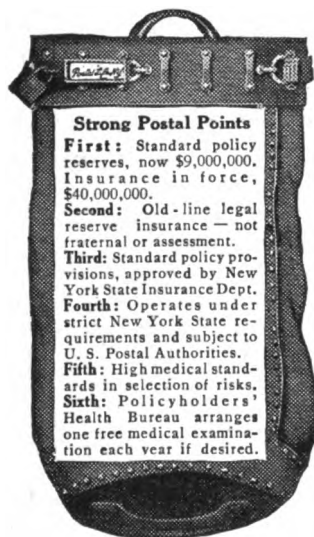 Postal Life
Strong Postal Points
First: Standard policy
reserves, now $9,000,000.
Insurance in force,
$40,000,000.
Second: Old-line legal
reserve insurance — not
fraternal or assessment.
Third: Standard policy pro-
visions, approved by New
York State Insurance Dept.
Fourth: Operates under
strict New York State re-
quirements and subject to
U. S. Postal Authorities.
Fifth: High medical stand-
ards in selection of risks.
Sixth: Policyholders'
Health Bureau arranges
one free medical examina-
tion each year if desired.